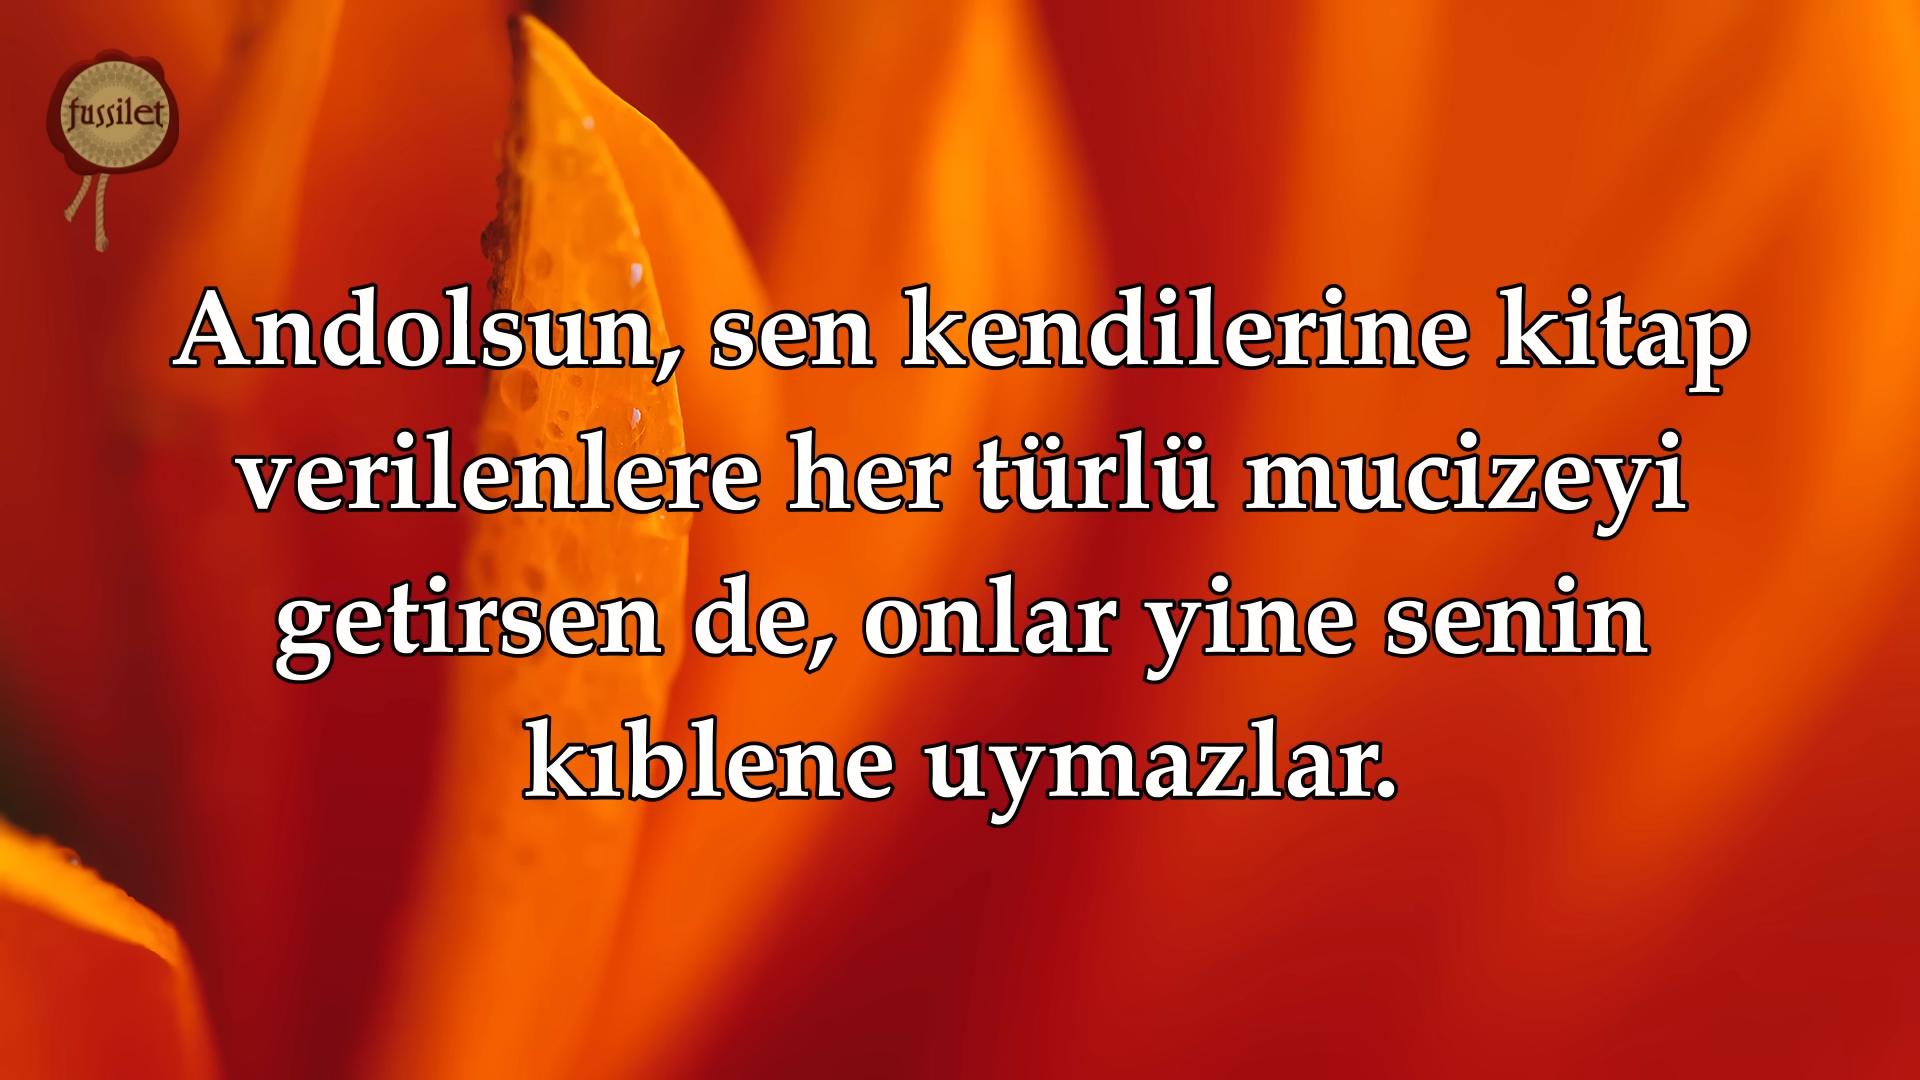 fussilet
Andolsun, sen kendilerine kitap
verilenlere her türlü mucizeyi
getirsen de, onlar yine senin
kıblene uymazlar.